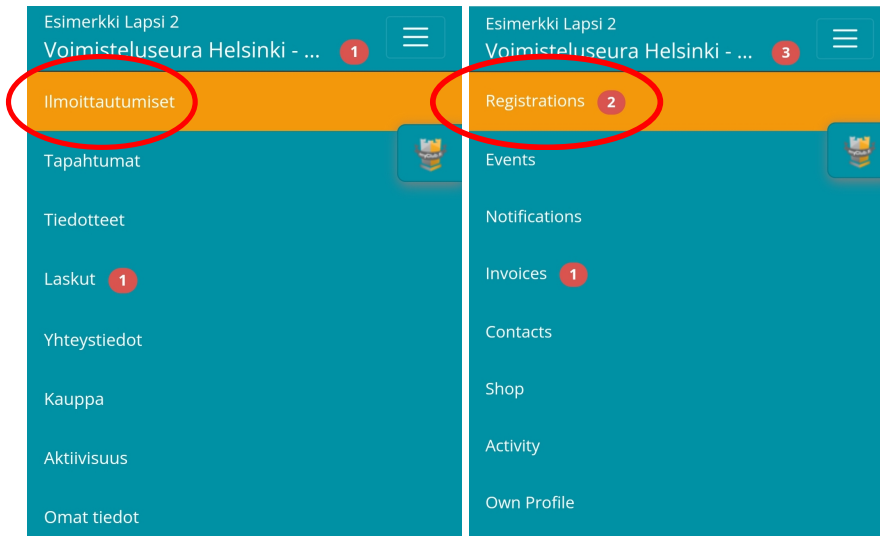 Esimerkki Lapsi 2
Voimisteluseura Helsinki - ... 1
Ilmoittautumiset
Tapahtumat
Tiedotteet
Laskut 1
Yhteystiedot
Kauppa
Aktiivisuus
Omat tiedot
Esimerkki Lapsi 2
Voimisteluseura Helsinki - ... 3
Registrations 2
Events
Notifications
Invoices 1
Contacts
Shop
Activity
Own Profile